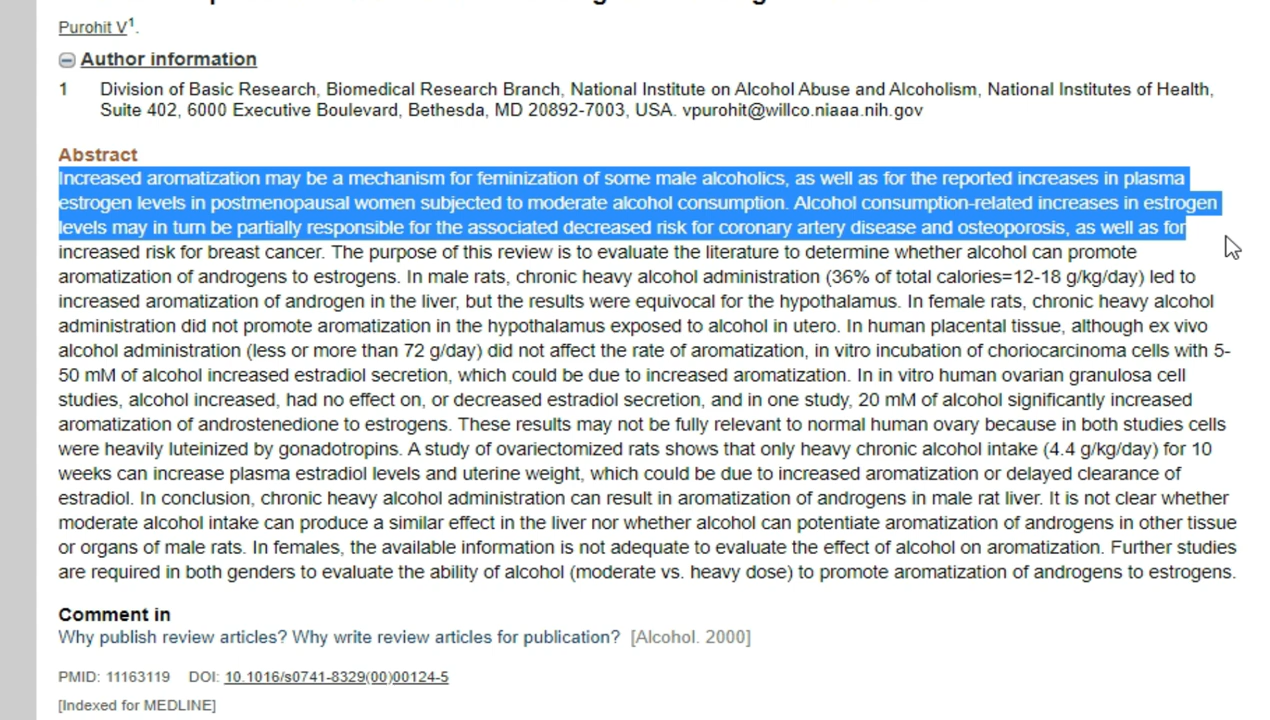 Purohit V1.
Author information
1 Division of Basic Research, Biomedical Research Branch, National Institute on Alcohol Abuse and Alcoholism, National Institutes of Health,
Suite 402, 6000 Executive Boulevard, Bethesda, MD 20892-7003, USA. vpurohit@willco.niaaa.nih.gov
Abstract
Increased aromatization may be a mechanism for feminization of some male alcoholics, as well as for the reported increases in plasma
estrogen levels in postmenopausal women subjected to moderate alcohol consumption. Alcohol consumption-related increases in estrogen
levels may in turn be partially responsible for the associated decreased risk for coronary artery disease and osteoporosis, as well as for
increased risk for breast cancer. The purpose of this review is to evaluate the literature to determine whether alcohol can promote
aromatization of androgens to estrogens. In male rats, chronic heavy alcohol administration (36% of total calories=12-18 g/kg/day) led to
increased aromatization of androgen in the liver, but the results were equivocal for the hypothalamus. In female rats, chronic heavy alcohol
administration did not promote aromatization in the hypothalamus exposed to alcohol in utero. In human placental tissue, although ex vivo
alcohol administration (less or more than 72 g/day) did not affect the rate of aromatization, in vitro incubation of choriocarcinoma cells with 5-
50 mM of alcohol increased estradiol secretion, which could be due to increased aromatization. In in vitro human ovarian granulosa cell
studies, alcohol increased, had no effect on, or decreased estradiol secretion, and in one study, 20 mM of alcohol significantly increased
aromatization of androstenedione to estrogens. These results may not be fully relevant to normal human ovary because in both studies cells
were heavily luteinized by gonadotropins. A study of ovariectomized rats shows that only heavy chronic alcohol intake (4.4 g/kg/day) for 10
weeks can increase plasma estradiol levels and uterine weight, which could be due to increased aromatization or delayed clearance of
estradiol. In conclusion, chronic heavy alcohol administration can result in aromatization of androgens in male rat liver. It is not clear whether
moderate alcohol intake can produce a similar effect in the liver nor whether alcohol can potentiate aromatization of androgens in other tissue
or organs of male rats. In females, the available information is not adequate to evaluate the effect of alcohol on aromatization. Further studies
are required in both genders to evaluate the ability of alcohol (moderate vs. heavy dose) to promote aromatization of androgens to estrogens.
Comment in
Why publish review articles? Why write review articles for publication? [Alcohol. 2000]
PMID: 11163119 DOI: 10.1016/s0741-8329(00)00124-5
[Indexed for MEDLINE]